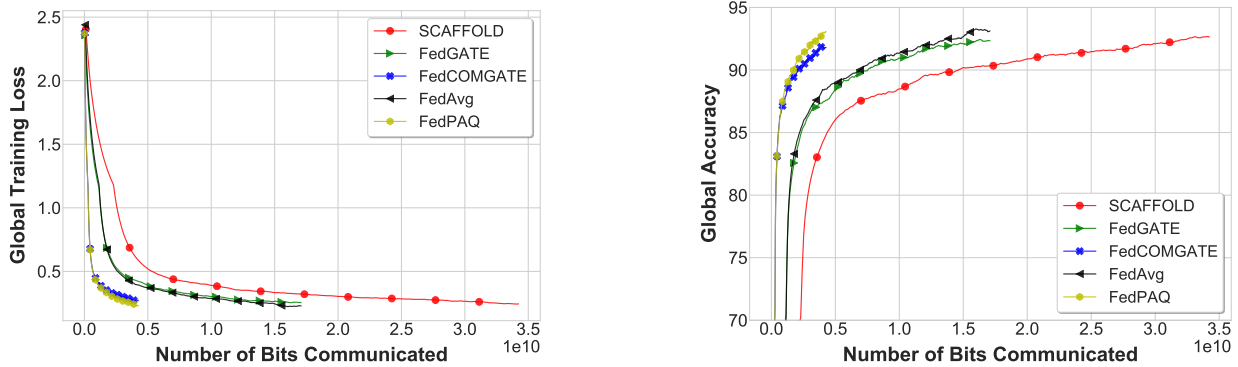 2.5
2.0
1.5
1.0
0.5
Global Training Loss
SCAFFOLD
FedGATE
FedCOMGATE
FedAvg
FedPAQ
0.0 0.5 1.0 1.5 2.0 2.5 3.0 3.5
1e10
Number of Bits Communicated
95
90
85
80
75
70
Global Accuracy
SCAFFOLD
FedGATE
FedCOMGATE
FedAvg
FedPAQ
0.0 0.5 1.0 1.5 2.0 2.5 3.0 3.5
1e10
Number of Bits Communicated